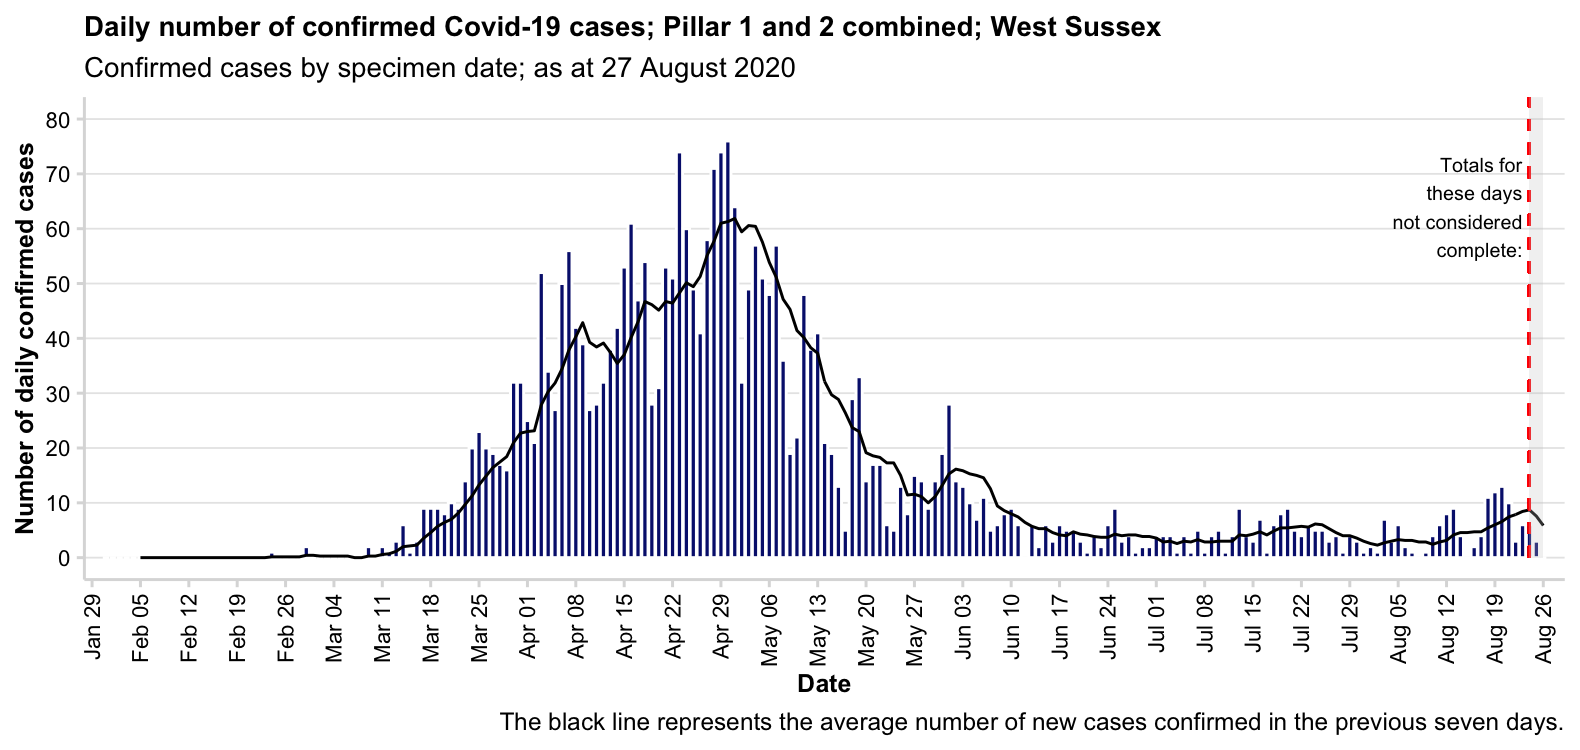 Daily number of confirmed Covid-19 cases; Pillar 1 and 2 combined; West Sussex
Confirmed cases by specimen date; as at 27 August 2020
Number of daily confirmed cases
80
70
60
50
40
30
20
10
0
Totals for
these days
not considered
complete:
Jan 29
Feb 05
Feb 12
Feb 19
Feb 26
Mar 04
Mar 11
Mar 18
Mar 25
Apr 01
Apr 08
Apr 15
Apr 22
Apr 29
May 06
May 13
May 20
May 27
Jun 03
Jun 10
Jun 17
Jun 24
Jul 01
Jul 08
Jul 15
Jul 22
Jul 29
Aug 05
Aug 12
Aug 19
Aug 26
Date
The black line represents the average number of new cases confirmed in the previous seven days.